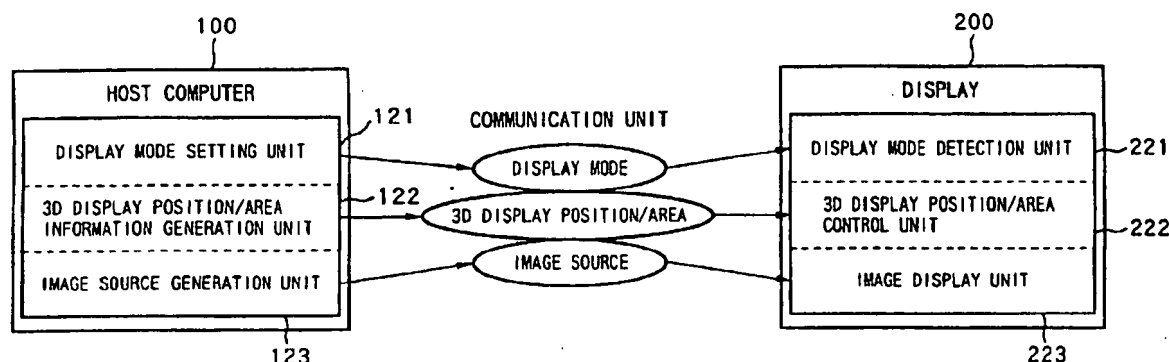 100
HOST COMPUTER
DISPLAY MODE SETTING UNIT
121
3D DISPLAY POSITION/AREA
INFORMATION GENERATION UNIT
122
IMAGE SOURCE GENERATION UNIT
123
COMMUNICATION UNIT
DISPLAY MODE
3D DISPLAY POSITION/AREA
IMAGE SOURCE
200
DISPLAY
DISPLAY MODE DETECTION UNIT
221
3D DISPLAY POSITION/AREA
CONTROL UNIT
222
IMAGE DISPLAY UNIT
223